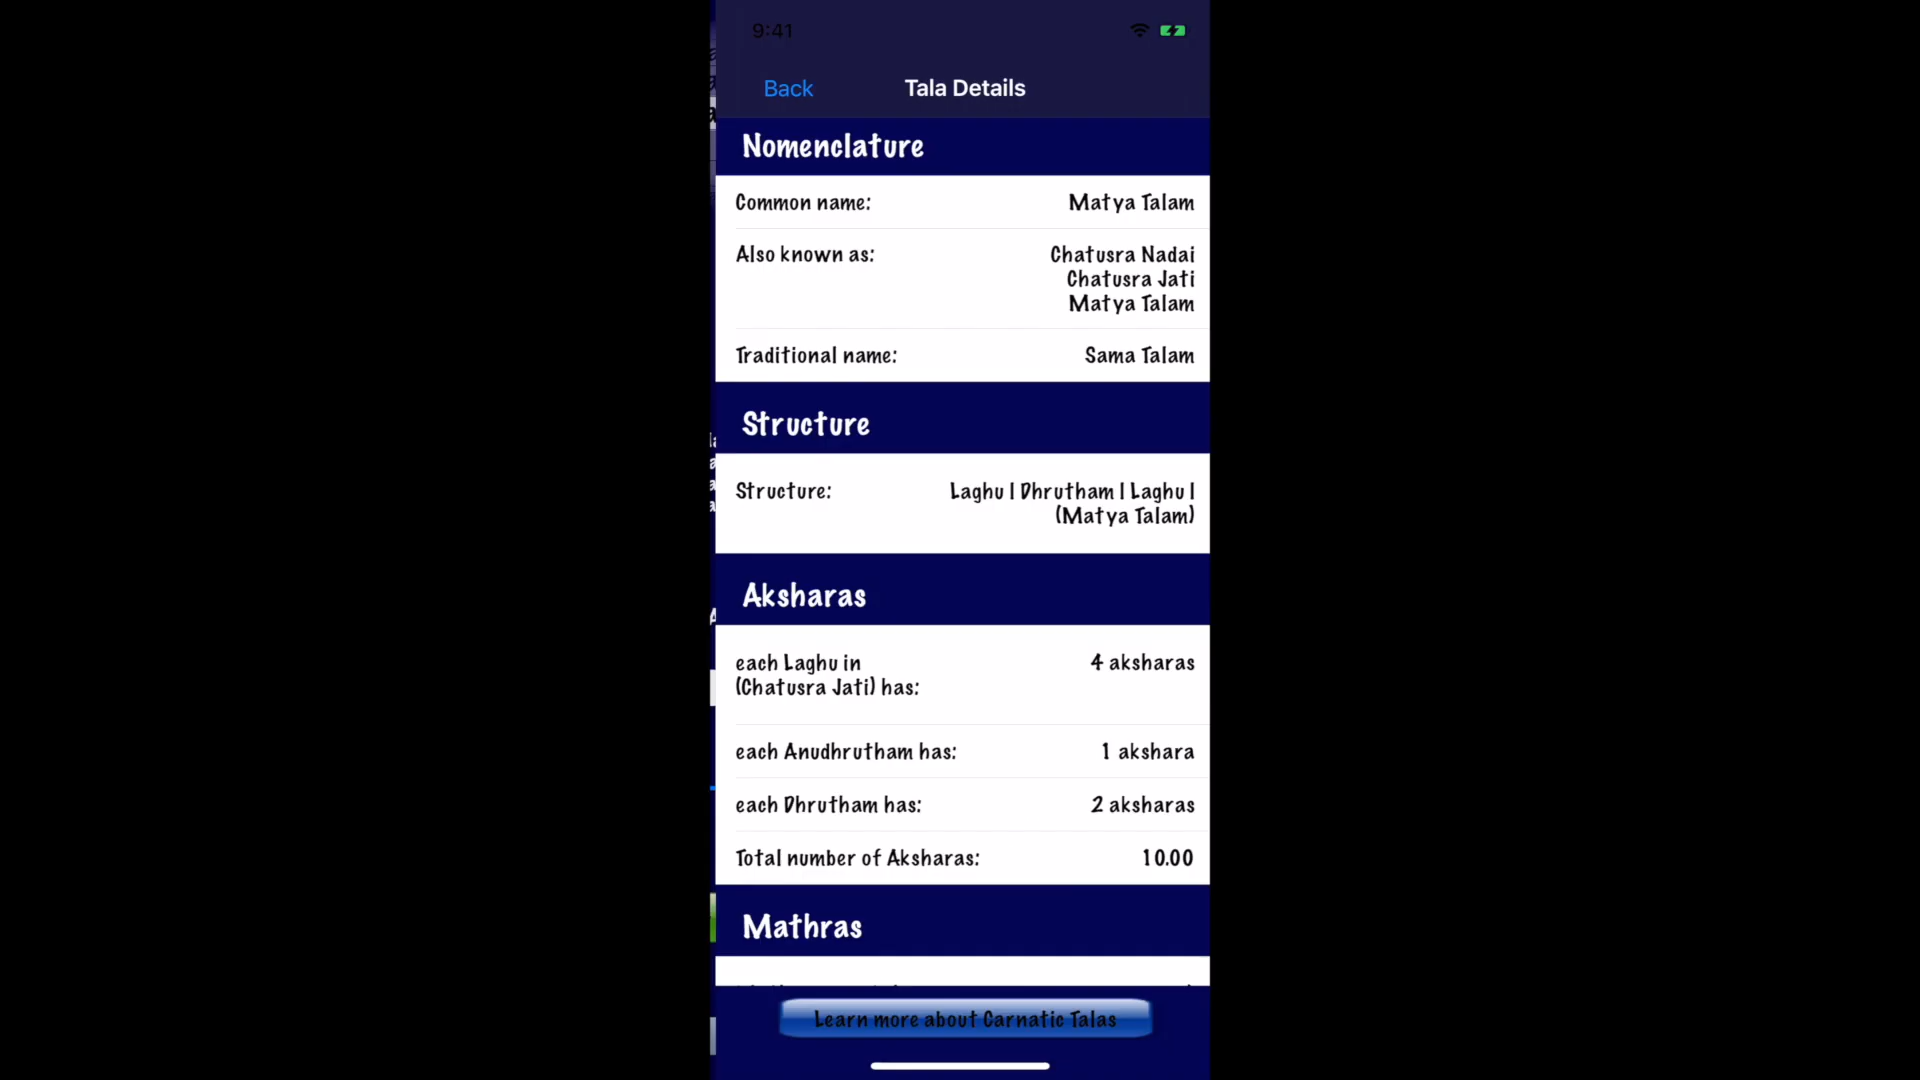 9:41
Back
Tala Details
Nomenclature
Common name: Matya Talam
Also known as: Chatusra Nadai
Chatusra Jati
Matya Talam
Traditional name: Sama Talam
Structure
Structure: Laghu | Dhrutham | Laghu |
(Matya Talam)
Aksharas
each Laghu in 4 aksharas
(Chatusra Jati) has:
each Anudhrutham has: 1 akshara
each Dhrutham has: 2 aksharas
Total number of Aksharas: 10.00
Mathras
Learn more about Carnatic Talas